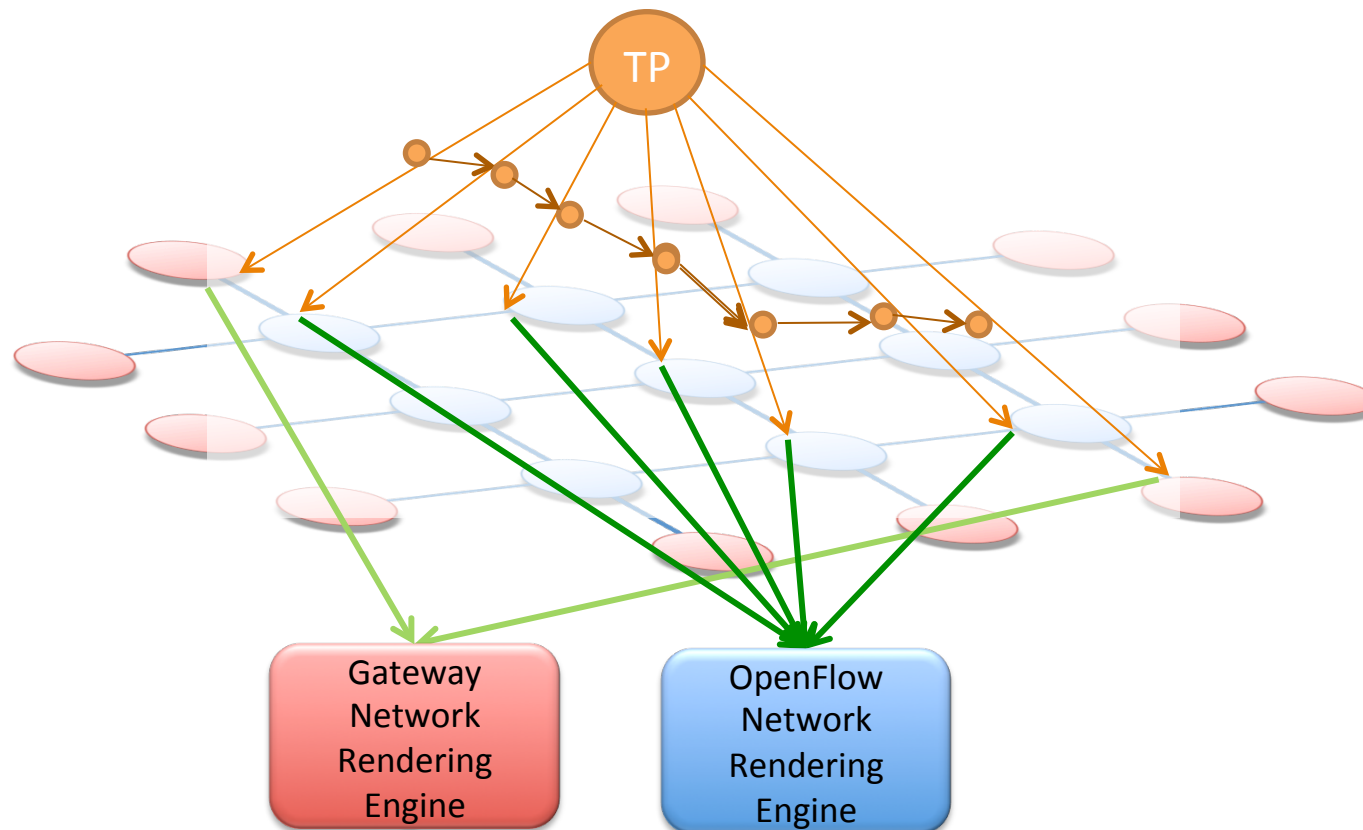 TP
Gateway
Network
Rendering
Engine
OpenFlow
Network
Rendering
Engine